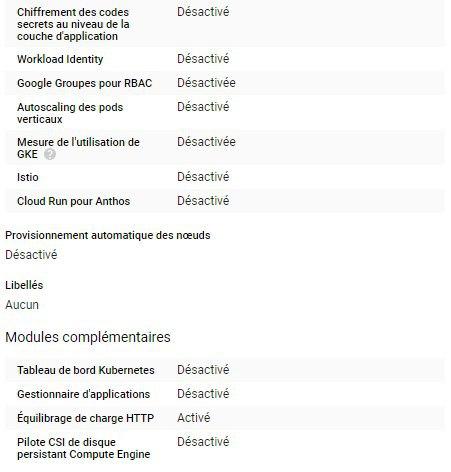 Chiffrement des codes Désactivé
secrets au niveau de la
couche d'application
Workload Identity Désactivé
Google Groupes pour RBAC Désactivée
Autoscaling des pods Désactivé
verticaux
Mesure de l'utilisation de Désactivée
GKE ?
Istio Désactivé
Cloud Run pour Anthos Désactivé
Provisionnement automatique des nœuds
Désactivé
Libellés
Aucun
Modules complémentaires
Tableau de bord Kubernetes Désactivé
Gestionnaire d'applications Désactivé
Équilibrage de charge HTTP Activé
Pilote CSI de disque Désactivé
persistant Compute Engine